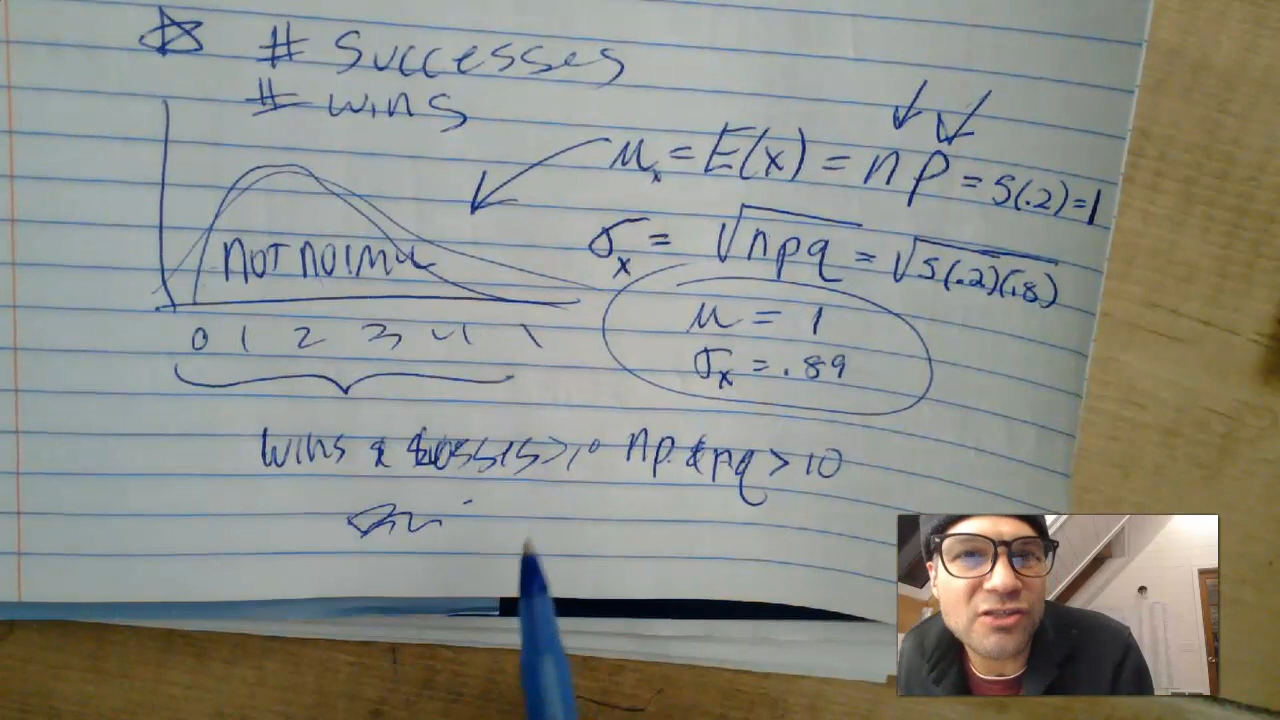 # Successes
# wins
μx = E(x) = np = 5(.2)=1
σx = √npq = √5(.2)(.8)
not normal
μ = 1
σx = .89
0 1 2 3 4 1
wins & losses > 10 np & nq > 10